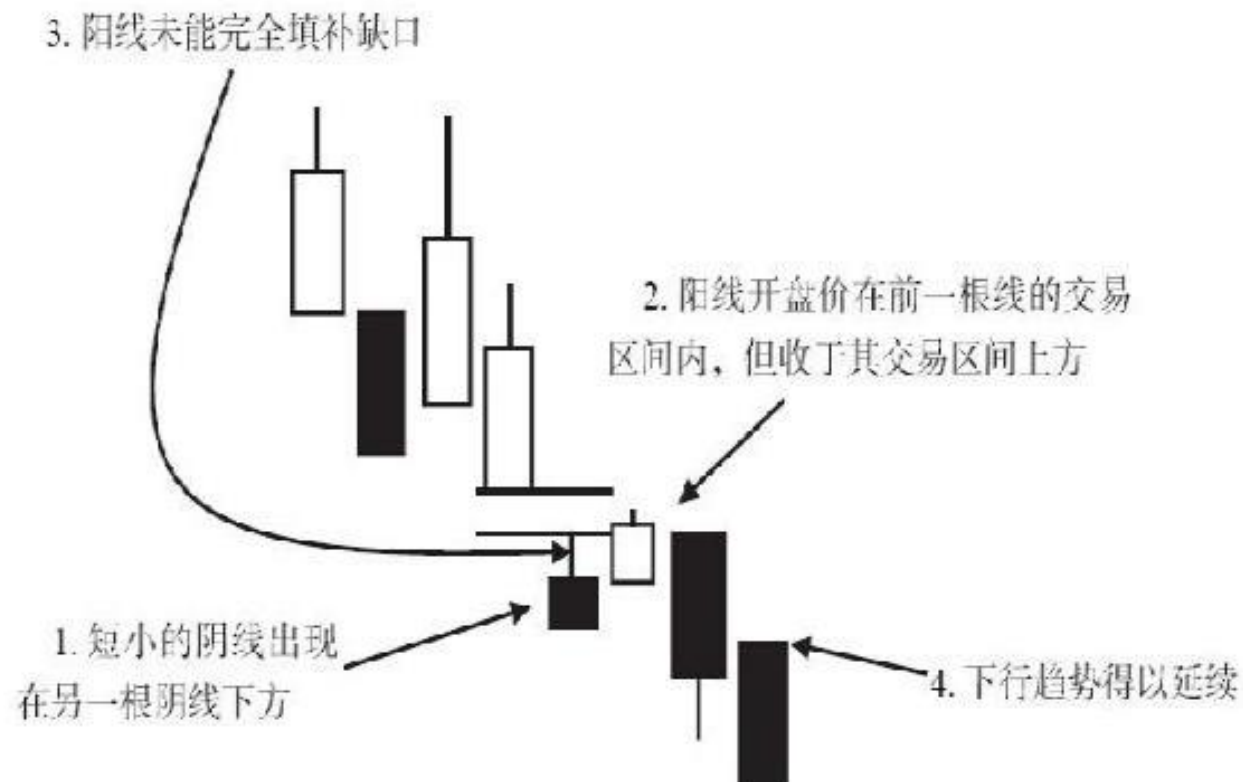 3. 阳线未能完全填补缺口
2. 阳线开盘价在前一根线的交易
区间内，但收于其交易区间上方
1. 短小的阴线出现
在另一根阴线下方
4. 下行趋势得以延续